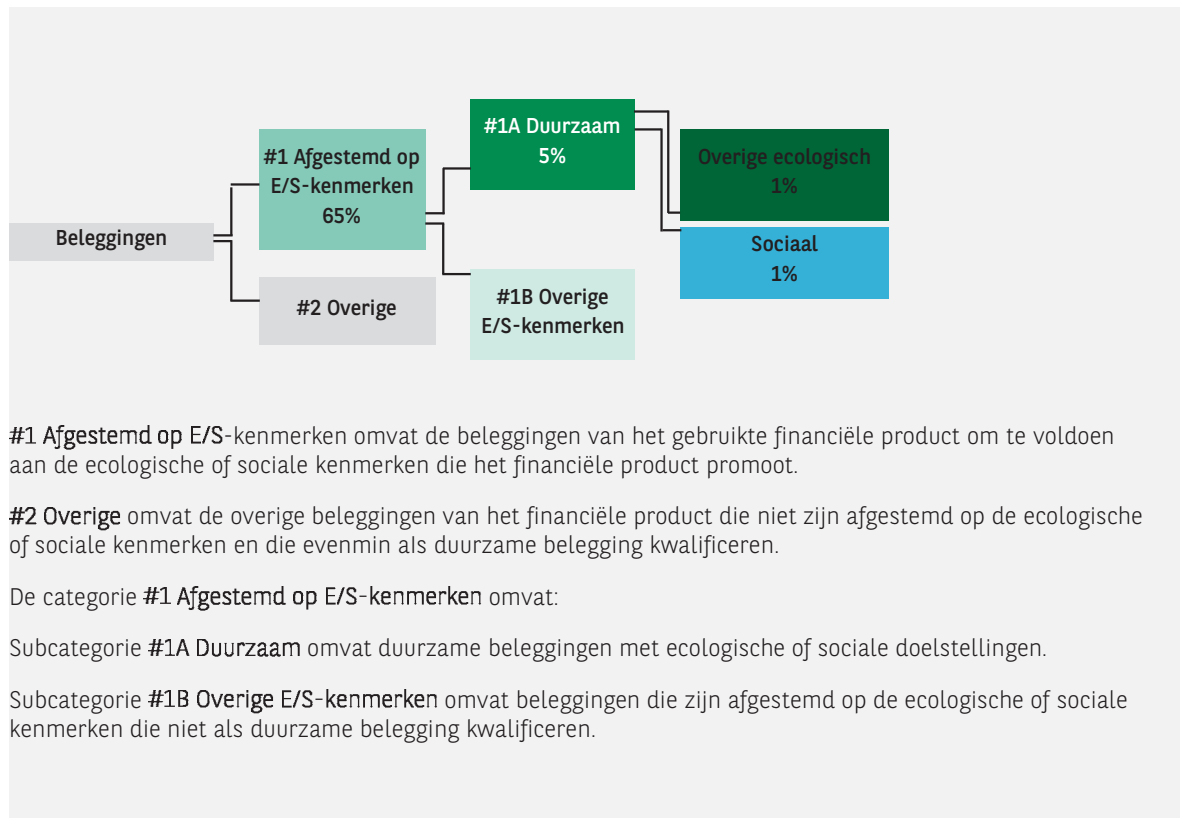 Beleggingen
#1 Afgestemd op
E/S-kenmerken
65%
#2 Overige
#1A Duurzaam
5%
#1B Overige
E/S-kenmerken
Overige ecologisch
1%
Sociaal
1%
#1 Afgestemd op E/S-kenmerken omvat de beleggingen van het gebruikte financiële product om te voldoen
aan de ecologische of sociale kenmerken die het financiële product promoot.
#2 Overige omvat de overige beleggingen van het financiële product die niet zijn afgestemd op de ecologische
of sociale kenmerken en die evenmin als duurzame belegging kwalificeren.
De categorie #1 Afgestemd op E/S-kenmerken omvat:
Subcategorie #1A Duurzaam omvat duurzame beleggingen met ecologische of sociale doelstellingen.
Subcategorie #1B Overige E/S-kenmerken omvat beleggingen die zijn afgestemd op de ecologische of sociale
kenmerken die niet als duurzame belegging kwalificeren.